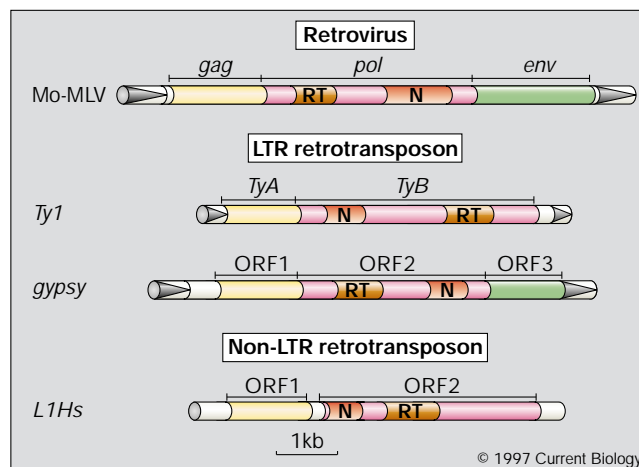 Retrovirus
gag pol env
Mo-MLV RT N
LTR retrotransposon
TyA TyB
Ty1 N RT
ORF1 ORF2 ORF3
gypsy RT N
Non-LTR retrotransposon
ORF1 ORF2
L1Hs N RT
1kb
© 1997 Current Biology